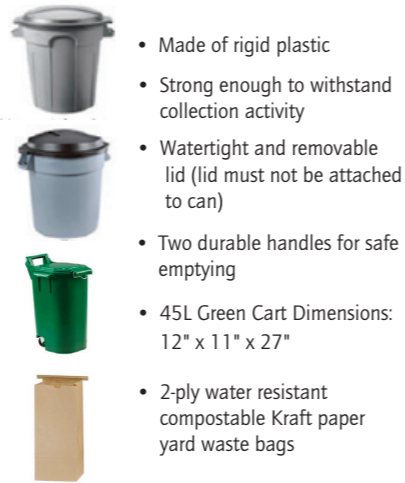 • Made of rigid plastic
• Strong enough to withstand
collection activity
• Watertight and removable
lid (lid must not be attached
to can)
• Two durable handles for safe
emptying
• 45L Green Cart Dimensions:
12" x 11" x 27"
• 2-ply water resistant
compostable Kraft paper
yard waste bags